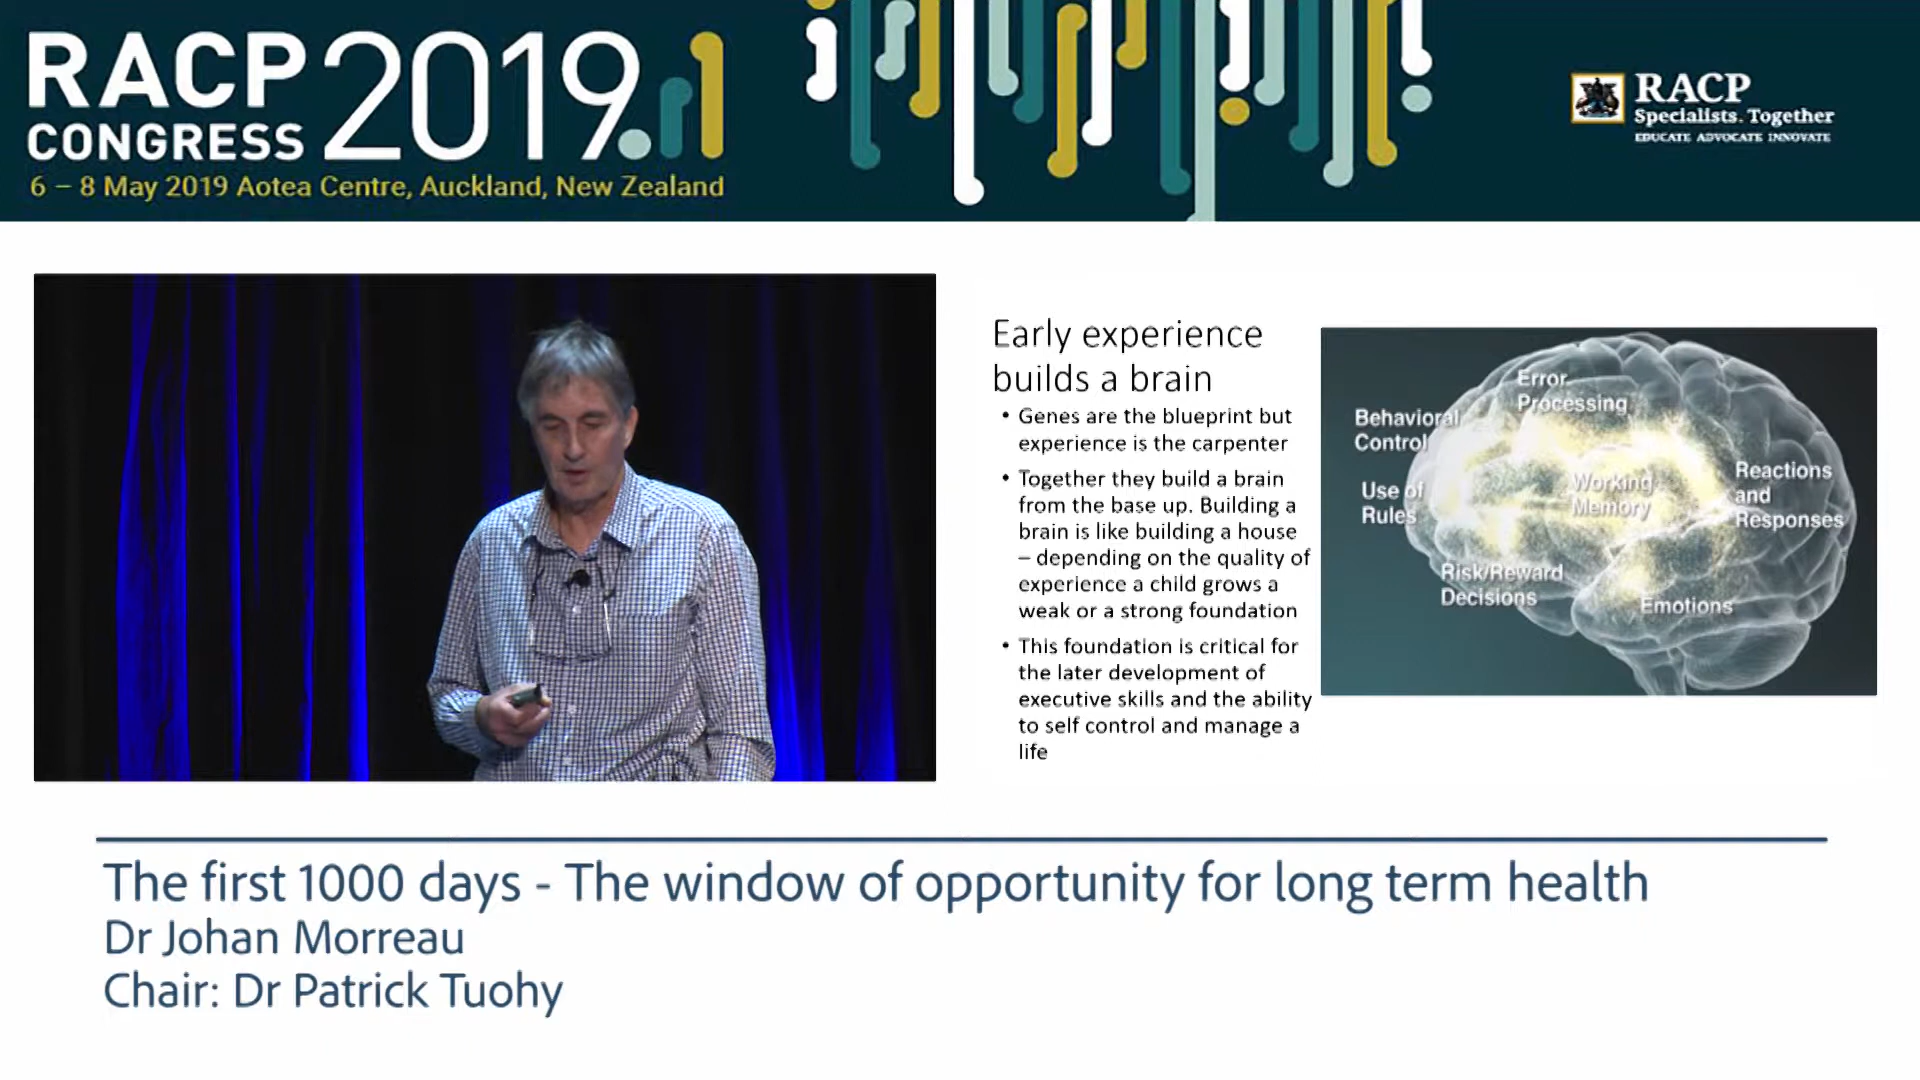 RACP
CONGRESS
2019
6 – 8 May 2019 Aotea Centre, Auckland, New Zealand
RACP
Specialists. Together
EDUCATE ADVOCATE INNOVATE
Early experience
builds a brain
• Genes are the blueprint but
experience is the carpenter
• Together they build a brain
from the base up. Building a
brain is like building a house
– depending on the quality of
experience a child grows a
weak or a strong foundation
• This foundation is critical for
the later development of
executive skills and the ability
to self control and manage a
life
Error
Processing
Behavioral
Control
Use of
Rules
Working
Memory
Reactions
and
Responses
Risk/Reward
Decisions
Emotions
The first 1000 days - The window of opportunity for long term health
Dr Johan Morreau
Chair: Dr Patrick Tuohy